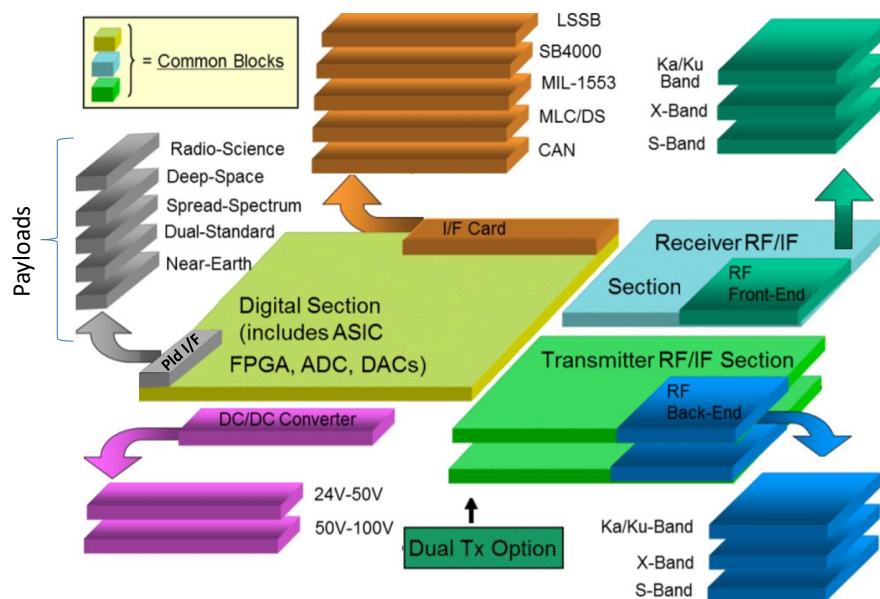 = Common Blocks
LSSB
SB4000
MIL-1553
MLC/DS
CAN
Ka/Ku
Band
X-Band
S-Band
Payloads
Radio-Science
Deep-Space
Spread-Spectrum
Dual-Standard
Near-Earth
I/F Card
Receiver RF/IF
Section
RF
Front-End
Digital Section
(includes ASIC
FPGA, ADC, DACs)
Pld I/F
Transmitter RF/IF Section
RF
Back-End
DC/DC Converter
24V-50V
50V-100V
Dual Tx Option
Ka/Ku-Band
X-Band
S-Band